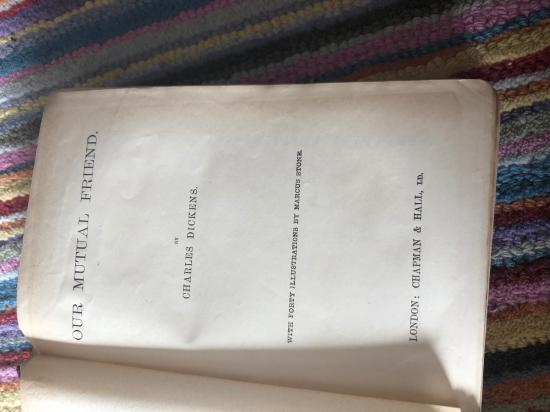 OUR MUTUAL FRIEND.
BY
CHARLES DICKENS.
WITH FORTY ILLUSTRATIONS BY MARCUS STONE.
LONDON: CHAPMAN & HALL, LD.